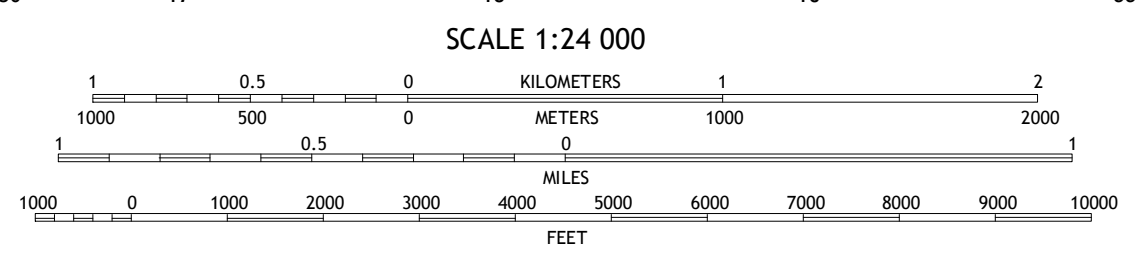 SCALE 1:24 000
1 0.5 0 KILOMETERS 1 2
1000 500 0 METERS 1000 2000
1 0.5 0 1
MILES
1000 0 1000 2000 3000 4000 5000 6000 7000 8000 9000 10000
FEET